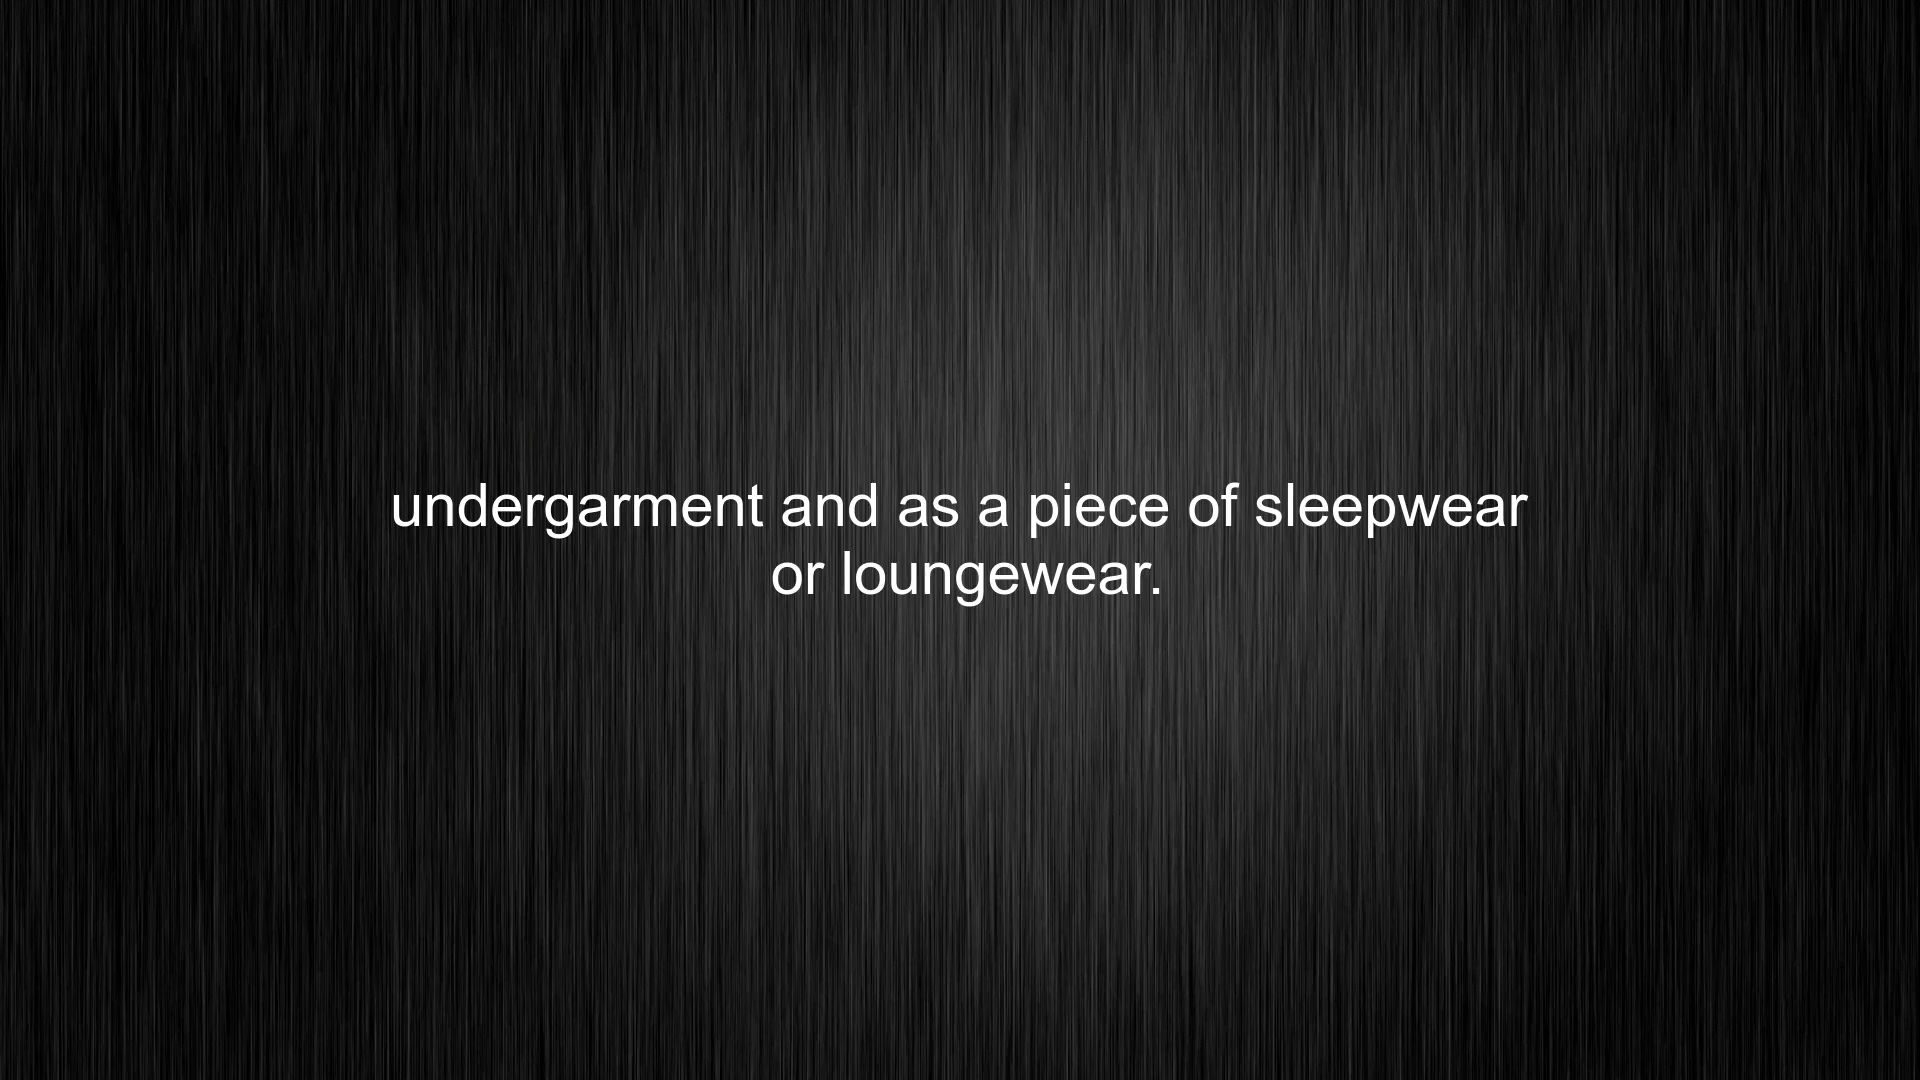 undergarment and as a piece of sleepwear
or loungewear.